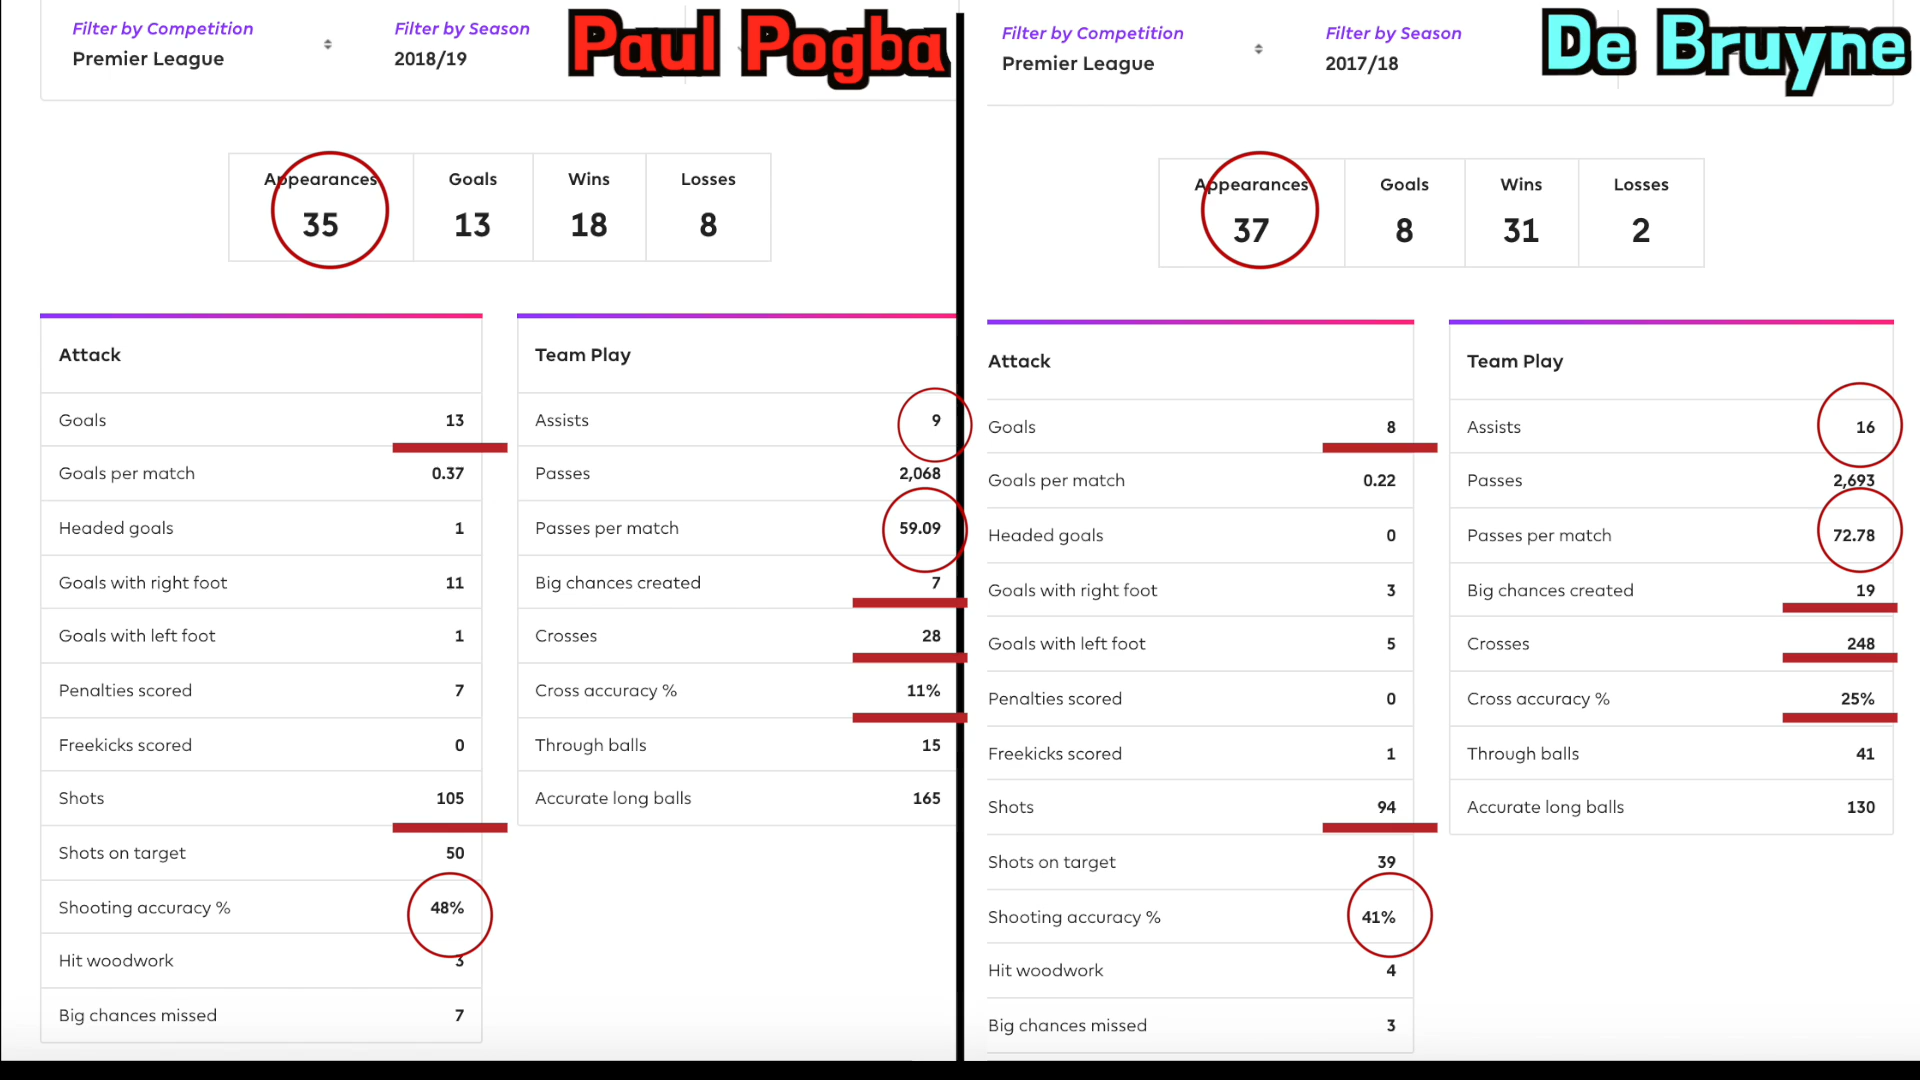 Filter by Competition
Premier League
Filter by Season
2018/19
Paul Pogba
Appearances
35
Goals
13
Wins
18
Losses
8
Attack
Goals 13
Goals per match 0.37
Headed goals 1
Goals with right foot 11
Goals with left foot 1
Penalties scored 7
Freekicks scored 0
Shots 105
Shots on target 50
Shooting accuracy % 48%
Hit woodwork 3
Big chances missed 7
Team Play
Assists 9
Passes 2,068
Passes per match 59.09
Big chances created 7
Crosses 28
Cross accuracy % 11%
Through balls 15
Accurate long balls 165
Filter by Competition
Premier League
Filter by Season
2017/18
De Bruyne
Appearances
37
Goals
8
Wins
31
Losses
2
Attack
Goals 8
Goals per match 0.22
Headed goals 0
Goals with right foot 3
Goals with left foot 5
Penalties scored 0
Freekicks scored 1
Shots 94
Shots on target 39
Shooting accuracy % 41%
Hit woodwork 4
Big chances missed 3
Team Play
Assists 16
Passes 2,693
Passes per match 72.78
Big chances created 19
Crosses 248
Cross accuracy % 25%
Through balls 41
Accurate long balls 130